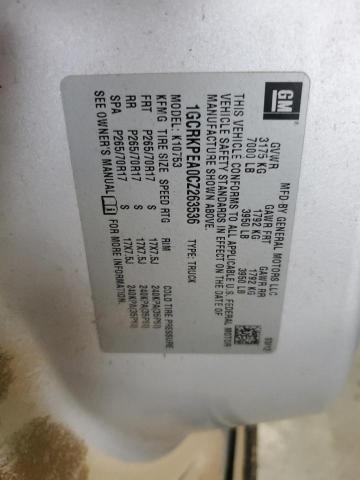 GM
MFD BY GENERAL MOTORS LLC
03/12
GVWR GAWR FRT GAWR RR
3175 KG 1792 KG 1792 KG
7000 LB 3950 LB 3950 LB
THIS VEHICLE CONFORMS TO ALL APPLICABLE U.S. FEDERAL MOTOR
VEHICLE SAFETY STANDARDS IN EFFECT ON THE DATE OF
MANUFACTURE SHOWN ABOVE.
1GCRKPEA0CZ263536 TYPE: TRUCK
MODEL: K10753
KFMG TIRE SIZE SPEED RTG RIM COLD TIRE PRESSURE
FRT P265/70R17 S 17X7.5J 240KPA(35PSI)
RR P265/70R17 S 17X7.5J 240KPA(35PSI)
SPA P265/70R17 S 17X7.5J 240KPA(35PSI)
SEE OWNER'S MANUAL FOR MORE INFORMATION.